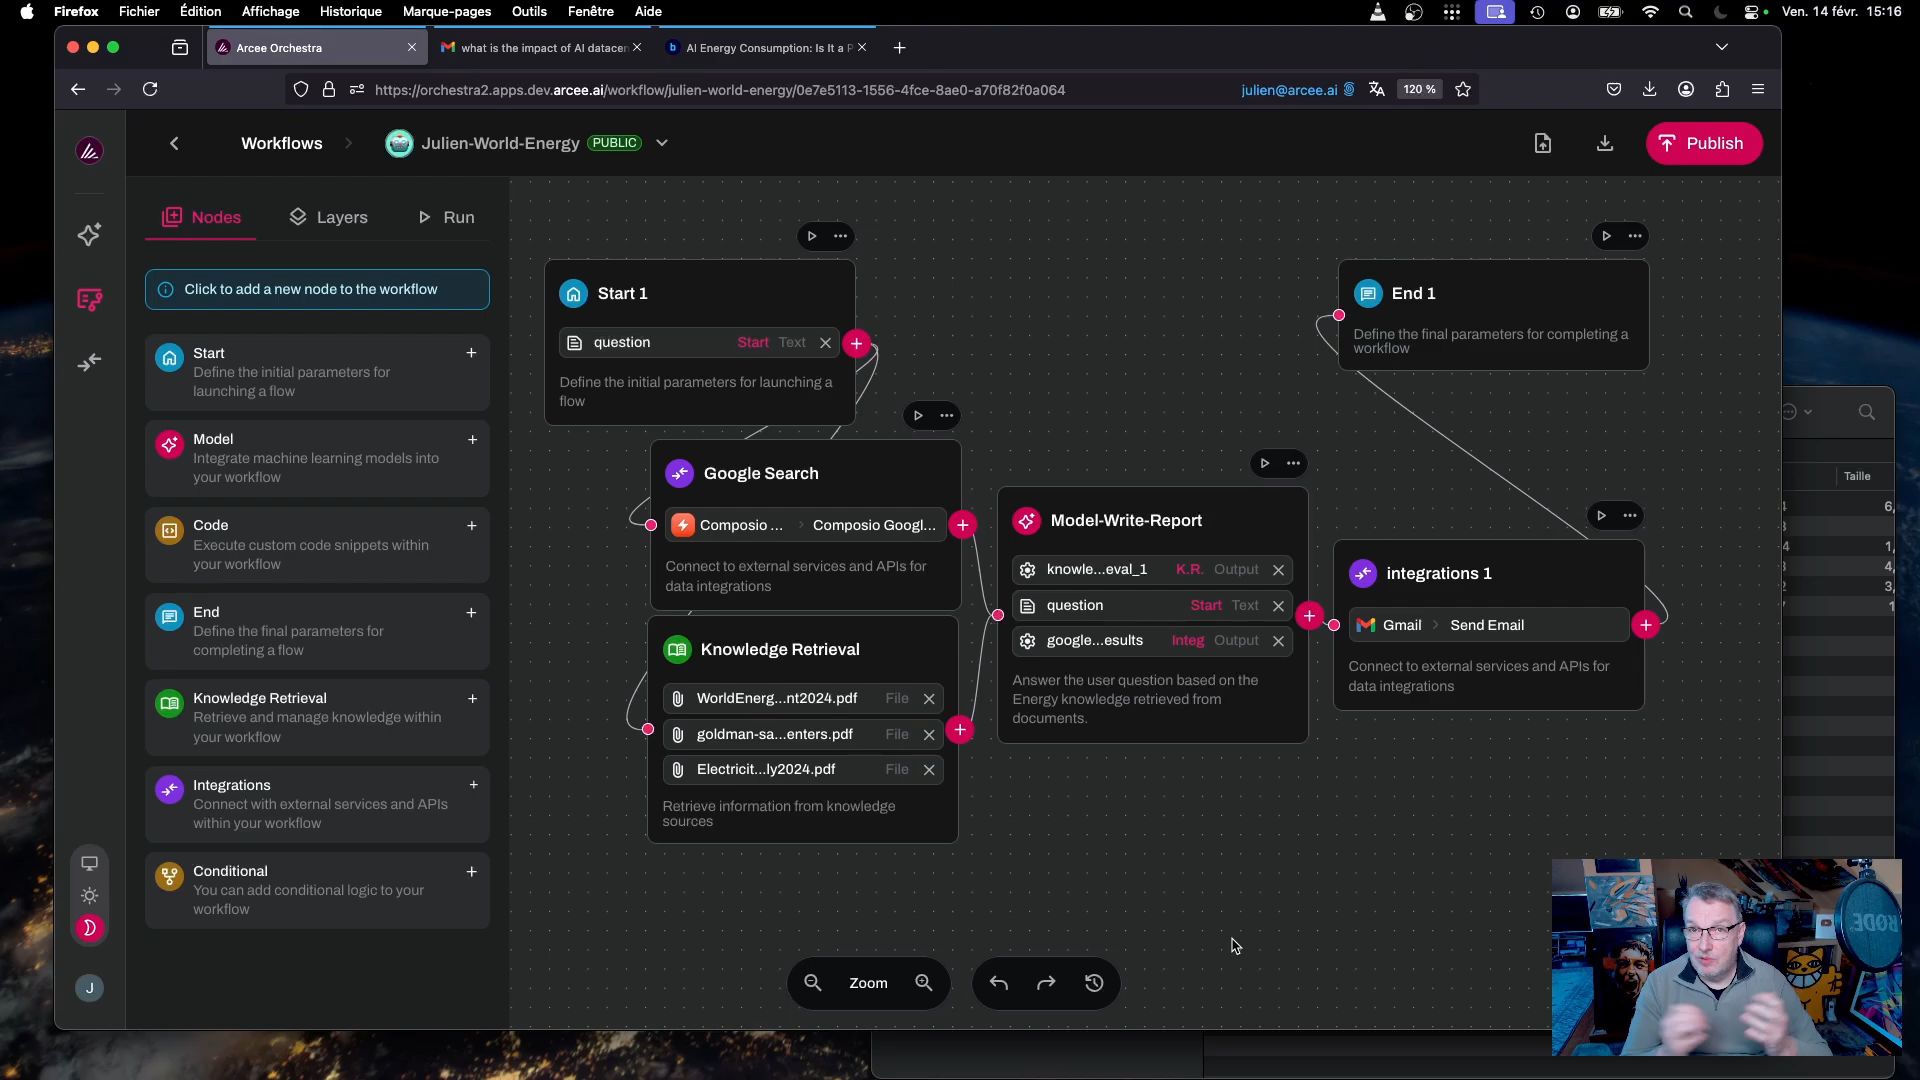 Firefox Fichier Édition Affichage Historique Marque-pages Outils Fenêtre Aide
Ven. 14 févr. 15:16
Arcee Orchestra
what is the impact of AI datacen
AI Energy Consumption: Is It a P
https://orchestra2.apps.dev.arcee.ai/workflow/julien-world-energy/0e7e5113-1556-4fce-8ae0-a70f82f0a064
julien@arcee.ai
120 %
Workflows
Julien-World-Energy
PUBLIC
Publish
Nodes
Layers
Run
Click to add a new node to the workflow
Start
Define the initial parameters for
launching a flow
Model
Integrate machine learning models into
your workflow
Code
Execute custom code snippets within
your workflow
End
Define the final parameters for
completing a flow
Knowledge Retrieval
Retrieve and manage knowledge within
your workflow
Integrations
Connect with external services and APIs
within your workflow
Conditional
You can add conditional logic to your
workflow
J
Start 1
question Start Text
Define the initial parameters for launching a
flow
Google Search
Composio ... Composio Googl...
Connect to external services and APIs for
data integrations
Knowledge Retrieval
WorldEnerg...nt2024.pdf File
goldman-sa...enters.pdf File
Electricit...ly2024.pdf File
Retrieve information from knowledge
sources
Model-Write-Report
knowle...eval_1 K.R. Output
question Start Text
google...esults Integ Output
Answer the user question based on the
Energy knowledge retrieved from
documents.
End 1
Define the final parameters for completing a
workflow
integrations 1
Gmail Send Email
Connect to external services and APIs for
data integrations
Zoom
Taille
RODE